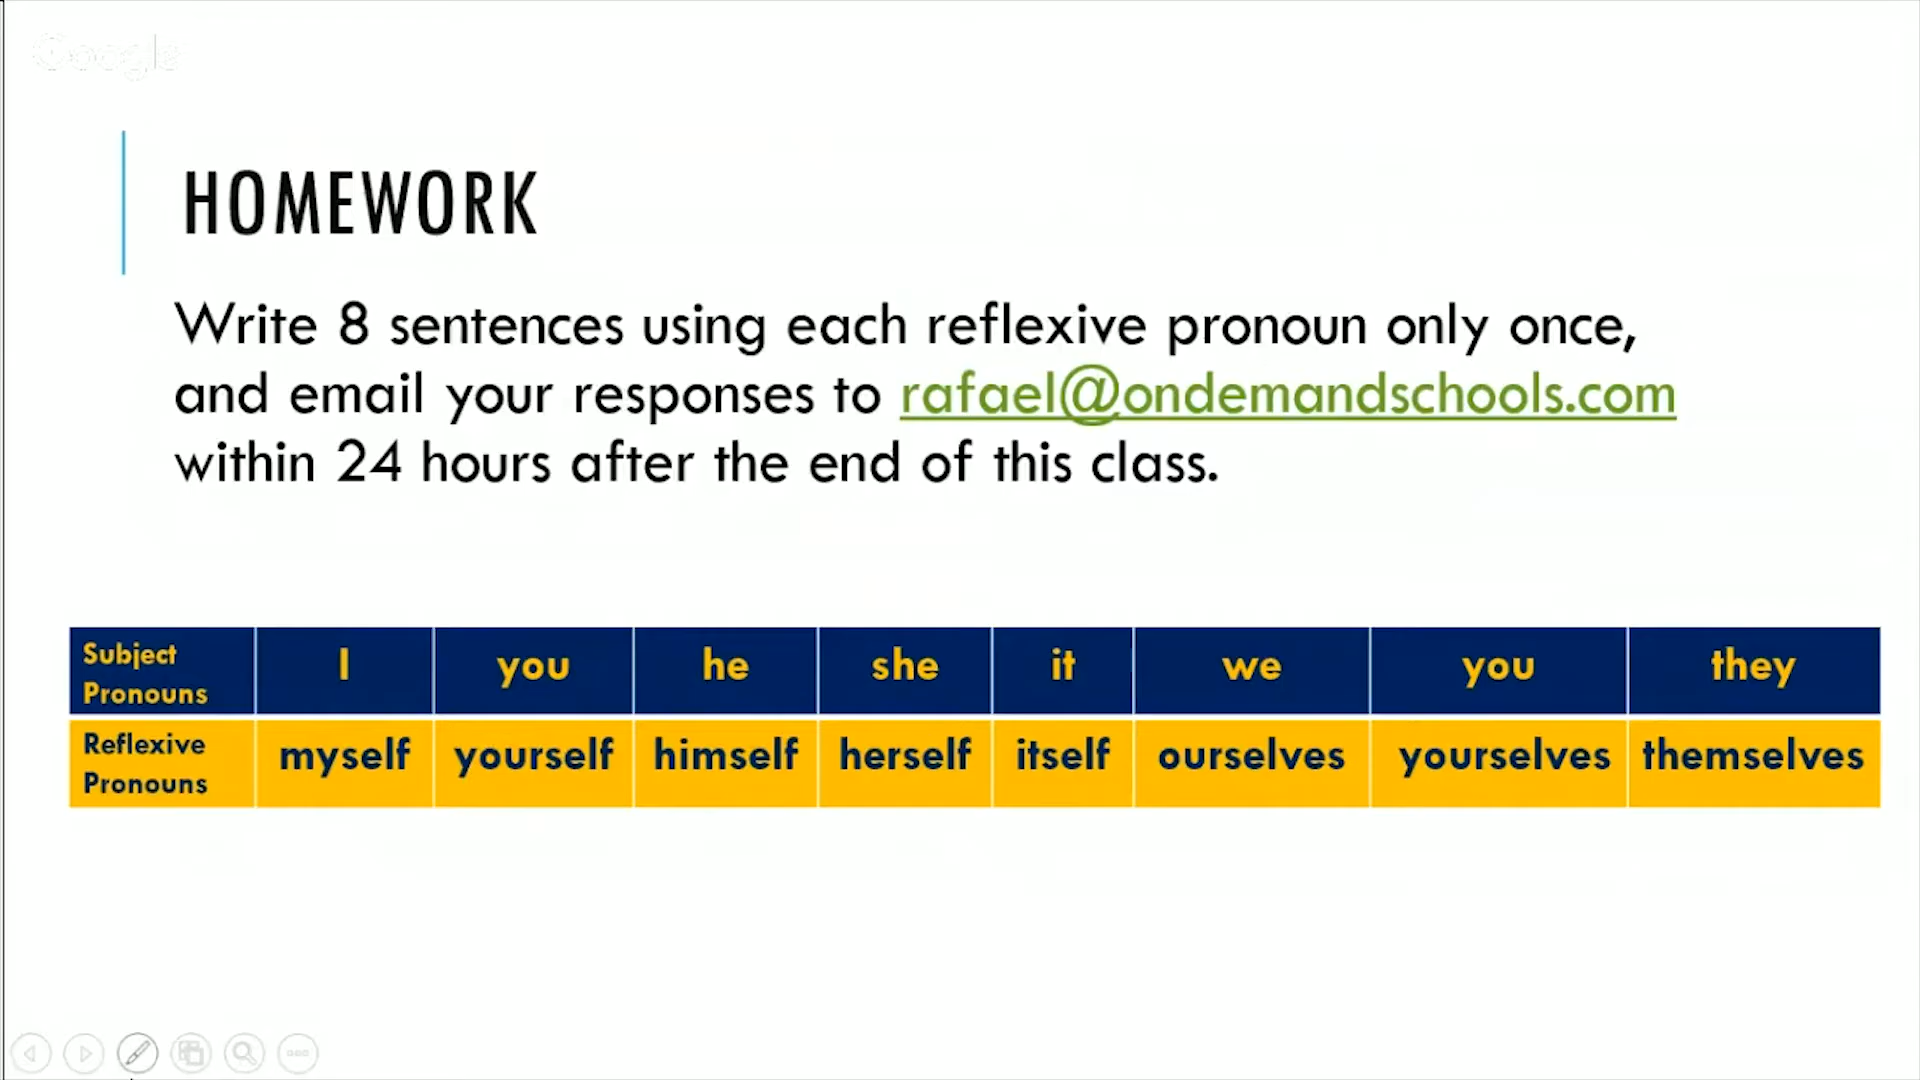 Google
HOMEWORK
Write 8 sentences using each reflexive pronoun only once,
and email your responses to rafael@ondemandschools.com
within 24 hours after the end of this class.
Subject Pronouns I you he she it we you they
Reflexive Pronouns myself yourself himself herself itself ourselves yourselves themselves